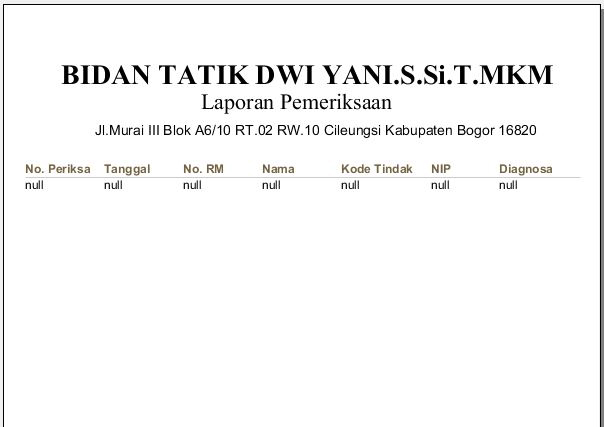 BIDAN TATIK DWI YANI.S.Si.T.MKM
Laporan Pemeriksaan
Jl.Murai III Blok A6/10 RT.02 RW.10 Cileungsi Kabupaten Bogor 16820
No. Periksa Tanggal No. RM Nama Kode Tindak NIP Diagnosa
null null null null null null null